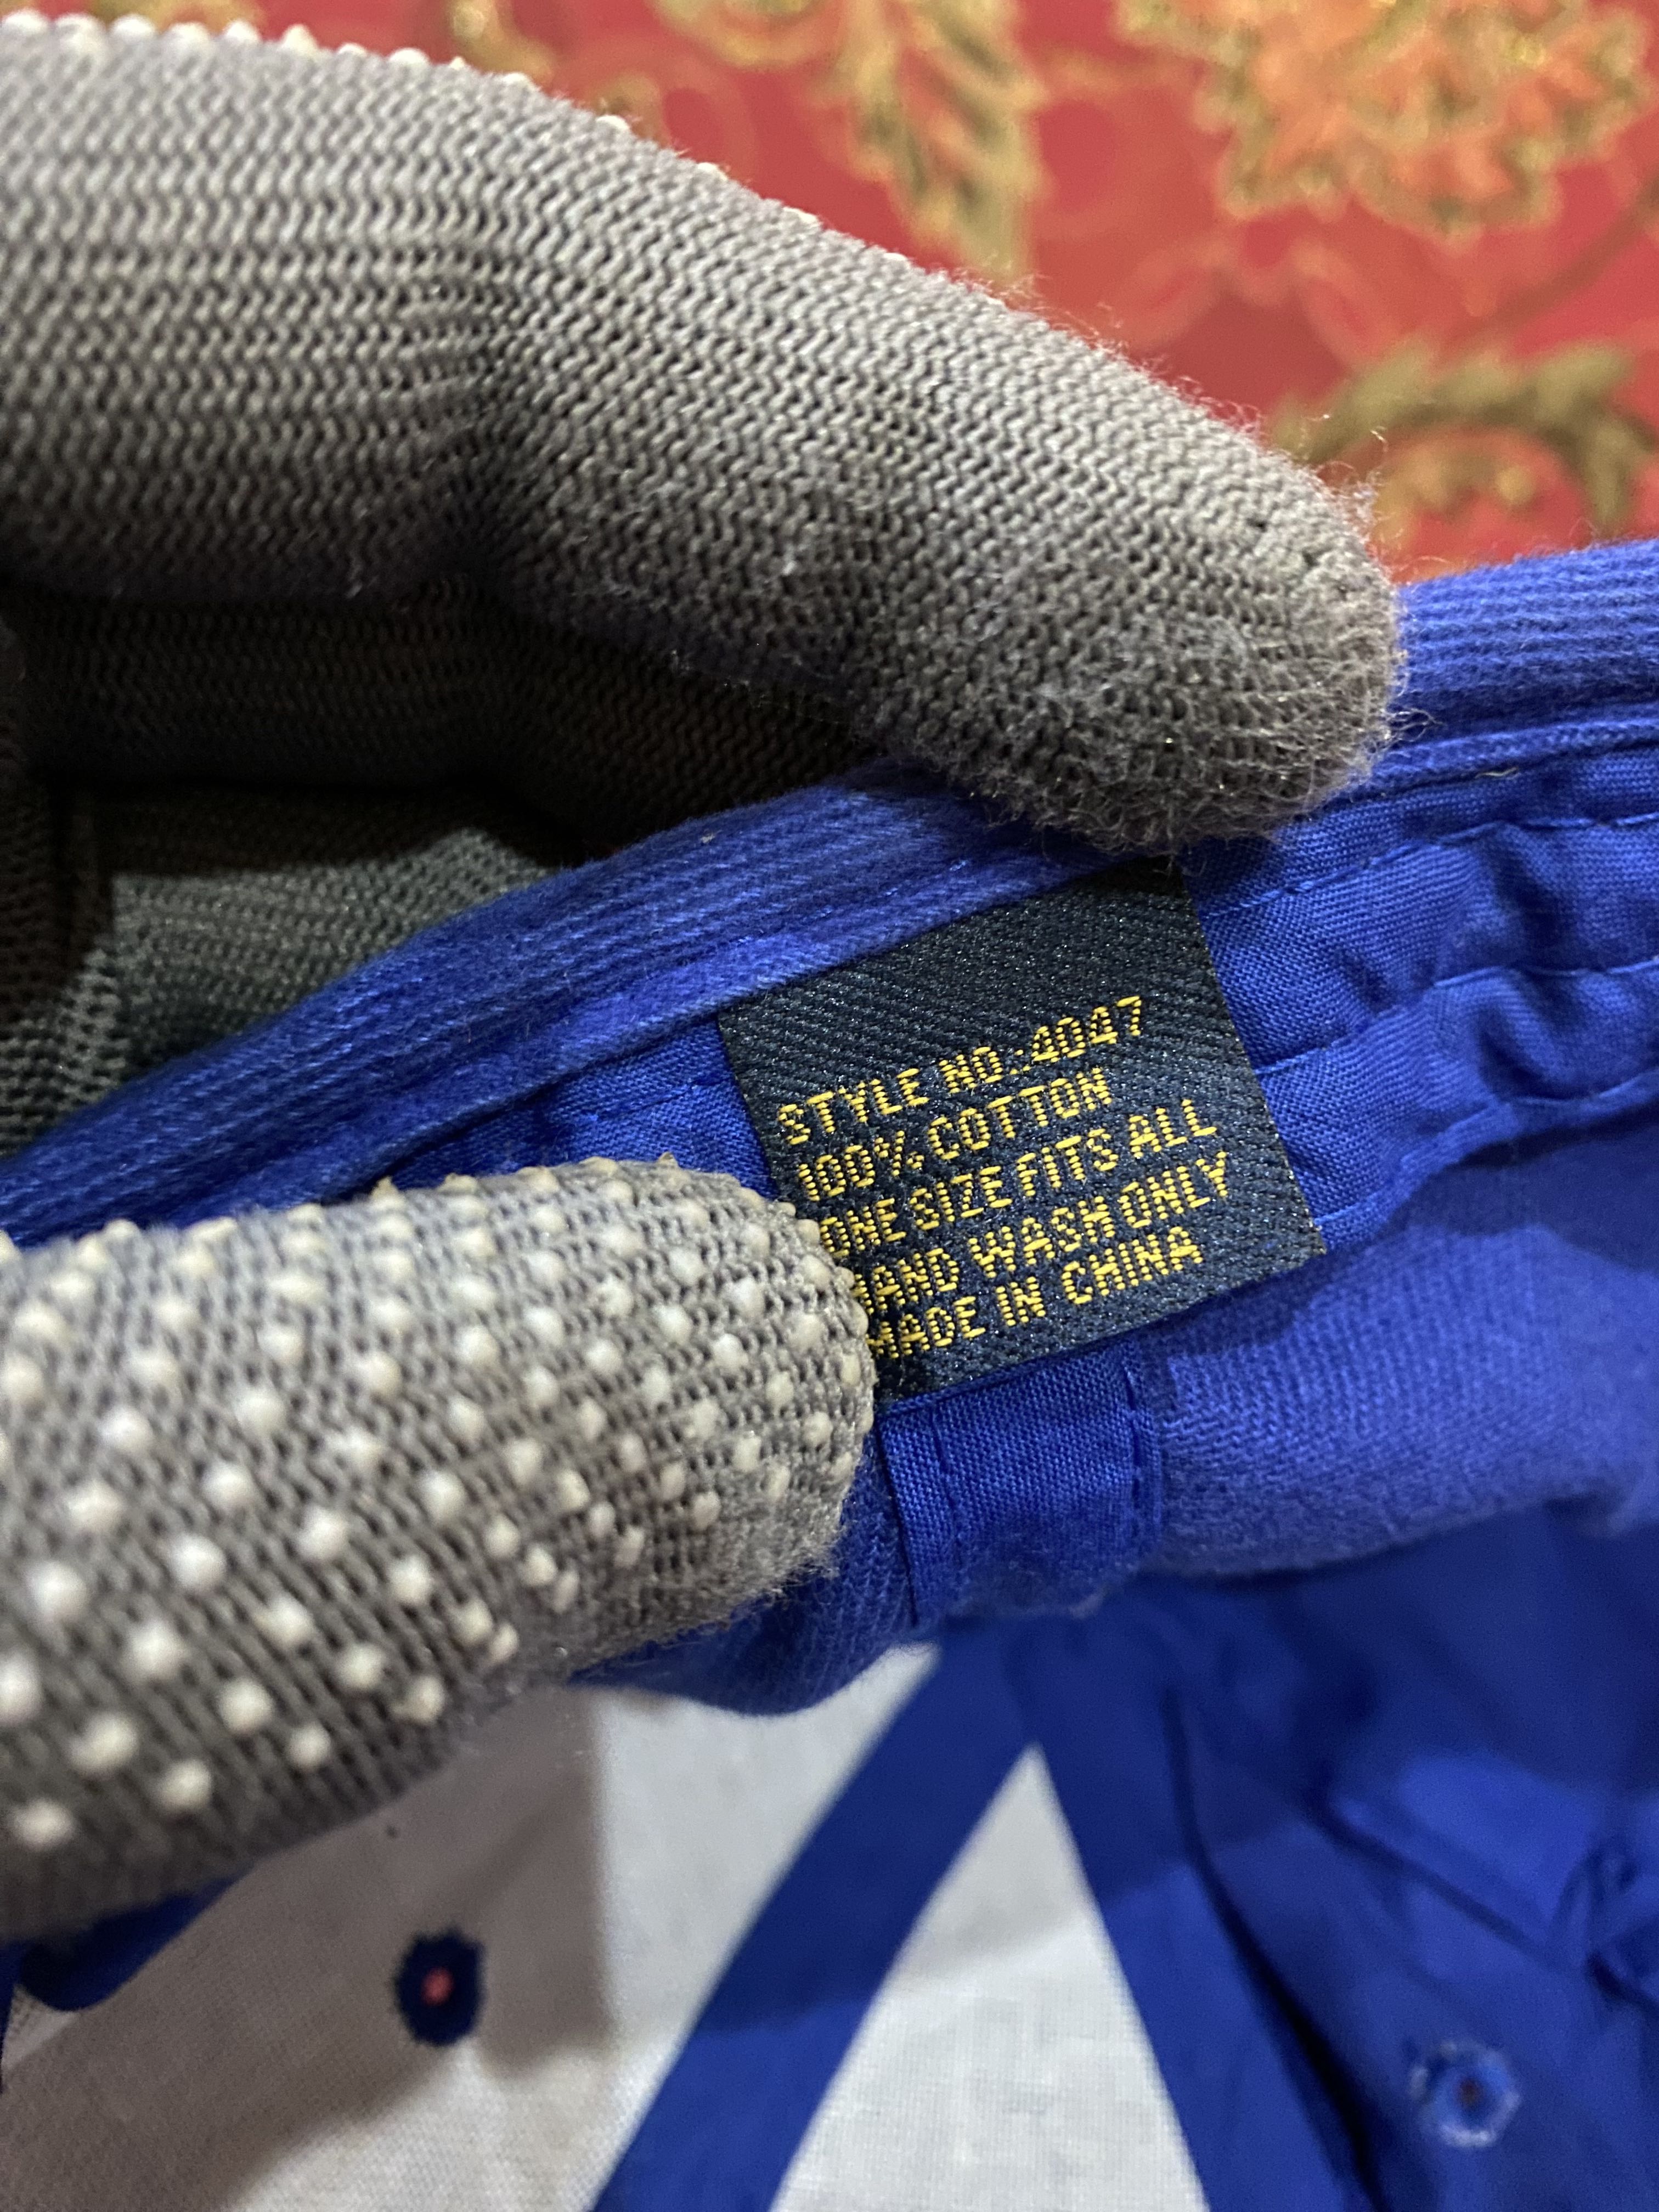 STYLE NO.:4047
100% COTTON
ONE SIZE FITS ALL
HAND WASH ONLY
MADE IN CHINA